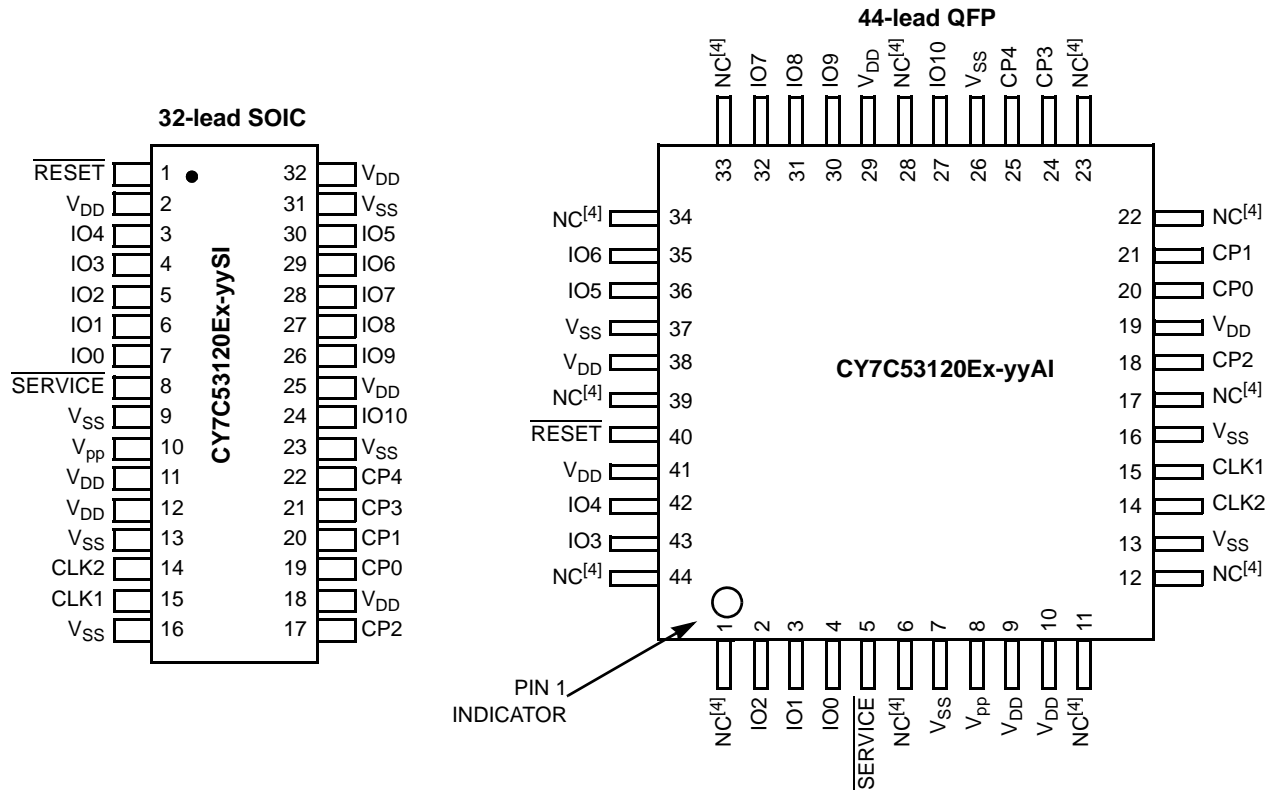 44-lead QFP
NC[4] IO7 IO8 IO9 VDD NC[4] IO10 VSS CP4 CP3 NC[4]
33 32 31 30 29 28 27 26 25 24 23
32-lead SOIC
RESET 1 32 VDD
VDD 2 31 VSS
IO4 3 30 IO5
IO3 4 29 IO6
IO2 5 28 IO7
IO1 6 27 IO8
IO0 7 26 IO9
SERVICE 8 25 VDD
VSS 9 24 IO10
Vpp 10 23 VSS
VDD 11 22 CP4
VDD 12 21 CP3
VSS 13 20 CP1
CLK2 14 19 CP0
CLK1 15 18 VDD
VSS 16 17 CP2
CY7C53120Ex-yySI
NC[4] 34 22 NC[4]
IO6 35 21 CP1
IO5 36 20 CP0
VSS 37 19 VDD
VDD 38 18 CP2
CY7C53120Ex-yyAI
NC[4] 39 17 NC[4]
RESET 40 16 VSS
VDD 41 15 CLK1
IO4 42 14 CLK2
IO3 43 13 VSS
NC[4] 44 12 NC[4]
1 2 3 4 5 6 7 8 9 10 11
NC[4] IO2 IO1 IO0 SERVICE NC[4] VSS Vpp VDD VDD NC[4]
PIN 1
INDICATOR